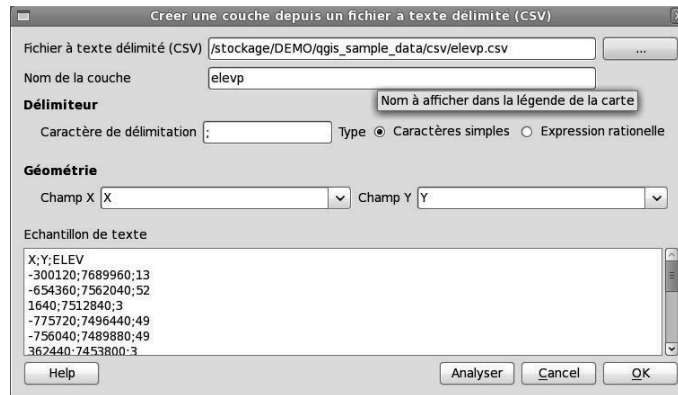 Créer une couche depuis un fichier à texte délimité (CSV)
Fichier à texte délimité (CSV) /stockage/DEMO/qgis_sample_data/csv/elevp.csv ...
Nom de la couche elevp
Nom à afficher dans la légende de la carte
Délimiteur
Caractère de délimitation ; Type Caractères simples Expression rationelle
Géométrie
Champ X X Champ Y Y
Echantillon de texte
X;Y;ELEV
-300120;7689960;13
-654360;7562040;52
1640;7512840;3
-775720;7496440;49
-756040;7489880;49
362440;7453800;3
Help Analyser Cancel OK